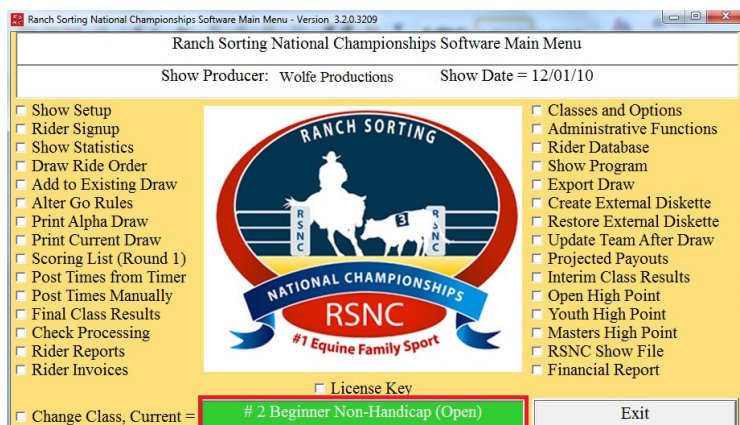 Ranch Sorting National Championships Software Main Menu - Version 3.2.0.3209
Ranch Sorting National Championships Software Main Menu
Show Producer: Wolfe Productions Show Date = 12/01/10
Show Setup
Rider Signup
Show Statistics
Draw Ride Order
Add to Existing Draw
Alter Go Rules
Print Alpha Draw
Print Current Draw
Scoring List (Round 1)
Post Times from Timer
Post Times Manually
Final Class Results
Check Processing
Rider Reports
Rider Invoices
RANCH SORTING
RSNC
3
RSNC
NATIONAL CHAMPIONSHIPS
RSNC
#1 Equine Family Sport
Classes and Options
Administrative Functions
Rider Database
Show Program
Export Draw
Create External Diskette
Restore External Diskette
Update Team After Draw
Projected Payouts
Interim Class Results
Open High Point
Youth High Point
Masters High Point
RSNC Show File
Financial Report
License Key
Change Class, Current = # 2 Beginner Non-Handicap (Open) Exit